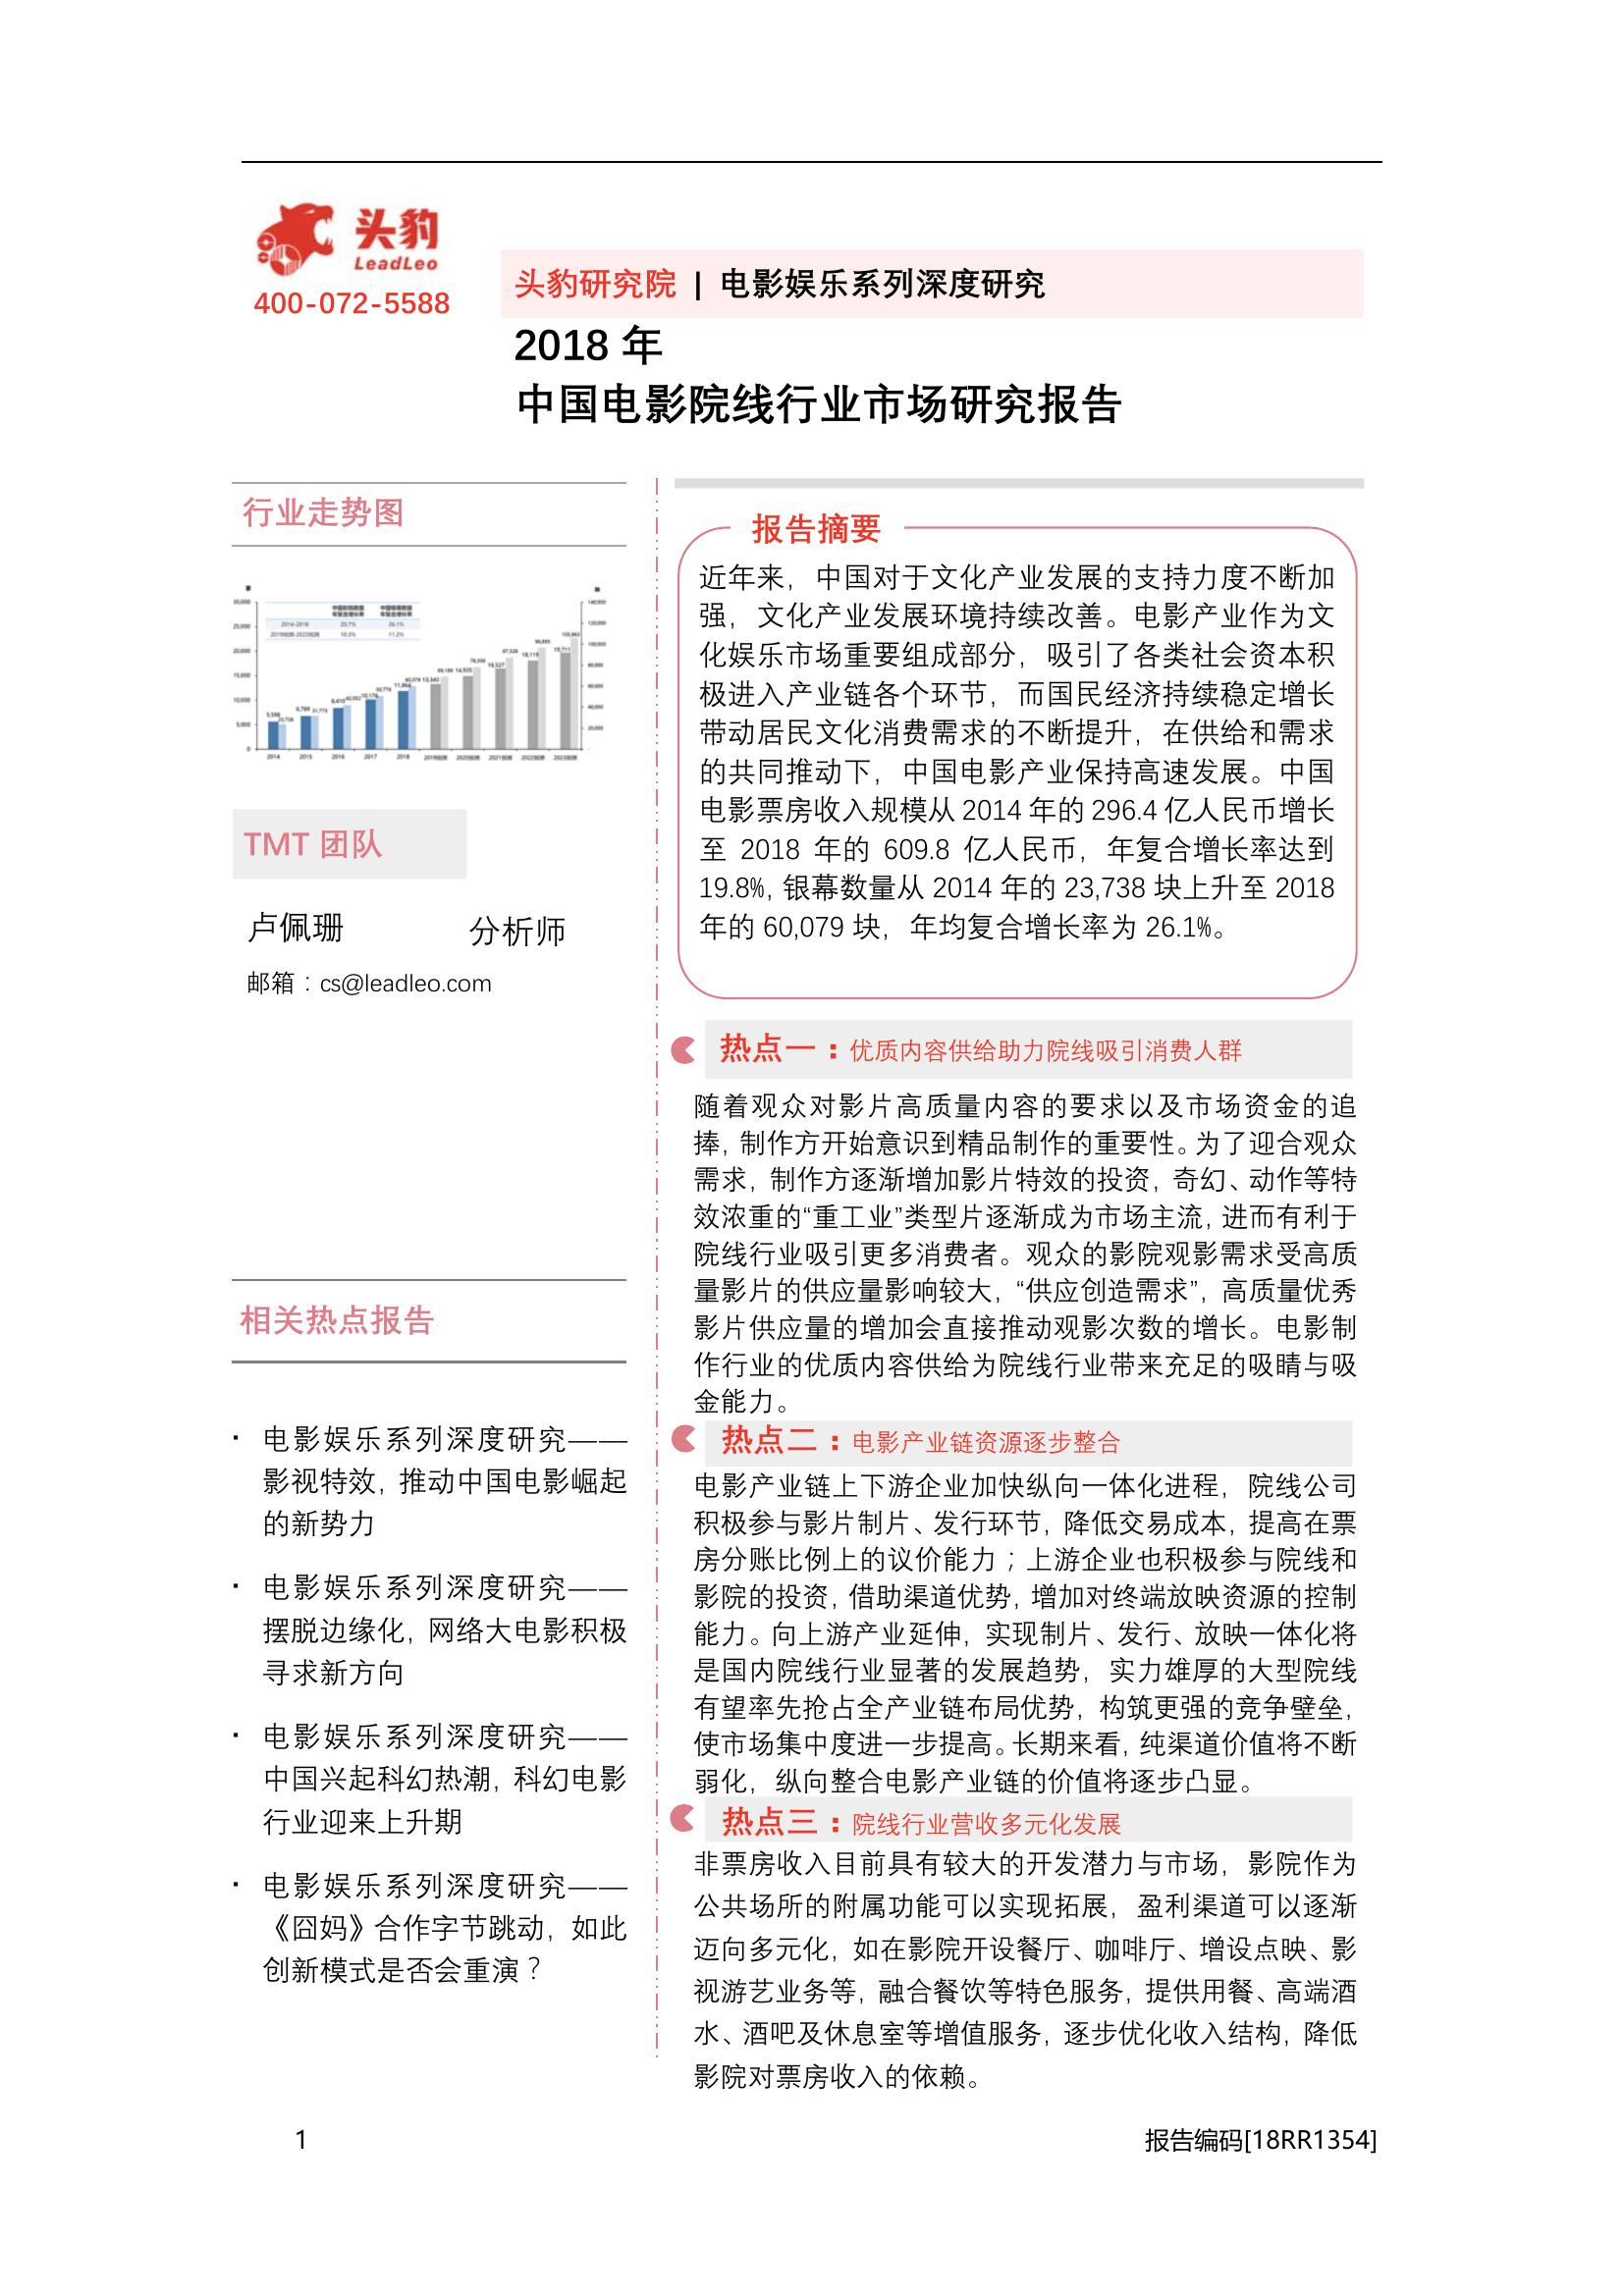 头豹
LeadLeo
400-072-5588
头豹研究院 | 电影娱乐系列深度研究
2018 年
中国电影院线行业市场研究报告
行业走势图
30,000
25,000
20,000
15,000
10,000
5,000
0
140,000
120,000
100,000
80,000
60,000
40,000
20,000
2014-2018 20.7% 26.1%
2014 2015 2016 2017 2018
TMT 团队
卢佩珊 分析师
邮箱：cs@leadleo.com
相关热点报告
· 电影娱乐系列深度研究——
影视特效，推动中国电影崛起
的新势力
· 电影娱乐系列深度研究——
摆脱边缘化，网络大电影积极
寻求新方向
· 电影娱乐系列深度研究——
中国兴起科幻热潮，科幻电影
行业迎来上升期
· 电影娱乐系列深度研究——
《囧妈》合作字节跳动，如此
创新模式是否会重演？
报告摘要
近年来，中国对于文化产业发展的支持力度不断加
强，文化产业发展环境持续改善。电影产业作为文
化娱乐市场重要组成部分，吸引了各类社会资本积
极进入产业链各个环节，而国民经济持续稳定增长
带动居民文化消费需求的不断提升，在供给和需求
的共同推动下，中国电影产业保持高速发展。中国
电影票房收入规模从 2014 年的 296.4 亿人民币增长
至 2018 年的 609.8 亿人民币，年复合增长率达到
19.8%，银幕数量从 2014 年的 23,738 块上升至 2018
年的 60,079 块，年均复合增长率为 26.1%。
热点一：优质内容供给助力院线吸引消费人群
随着观众对影片高质量内容的要求以及市场资金的追
捧，制作方开始意识到精品制作的重要性。为了迎合观众
需求，制作方逐渐增加影片特效的投资，奇幻、动作等特
效浓重的“重工业”类型片逐渐成为市场主流，进而有利于
院线行业吸引更多消费者。观众的影院观影需求受高质
量影片的供应量影响较大，“供应创造需求”，高质量优秀
影片供应量的增加会直接推动观影次数的增长。电影制
作行业的优质内容供给为院线行业带来充足的吸睛与吸
金能力。
热点二：电影产业链资源逐步整合
电影产业链上下游企业加快纵向一体化进程，院线公司
积极参与影片制片、发行环节，降低交易成本，提高在票
房分账比例上的议价能力；上游企业也积极参与院线和
影院的投资，借助渠道优势，增加对终端放映资源的控制
能力。向上游产业延伸，实现制片、发行、放映一体化将
是国内院线行业显著的发展趋势，实力雄厚的大型院线
有望率先抢占全产业链布局优势，构筑更强的竞争壁垒，
使市场集中度进一步提高。长期来看，纯渠道价值将不断
弱化，纵向整合电影产业链的价值将逐步凸显。
热点三：院线行业营收多元化发展
非票房收入目前具有较大的开发潜力与市场，影院作为
公共场所的附属功能可以实现拓展，盈利渠道可以逐渐
迈向多元化，如在影院开设餐厅、咖啡厅、增设点映、影
视游艺业务等，融合餐饮等特色服务，提供用餐、高端酒
水、酒吧及休息室等增值服务，逐步优化收入结构，降低
影院对票房收入的依赖。
1 报告编码[18RR1354]